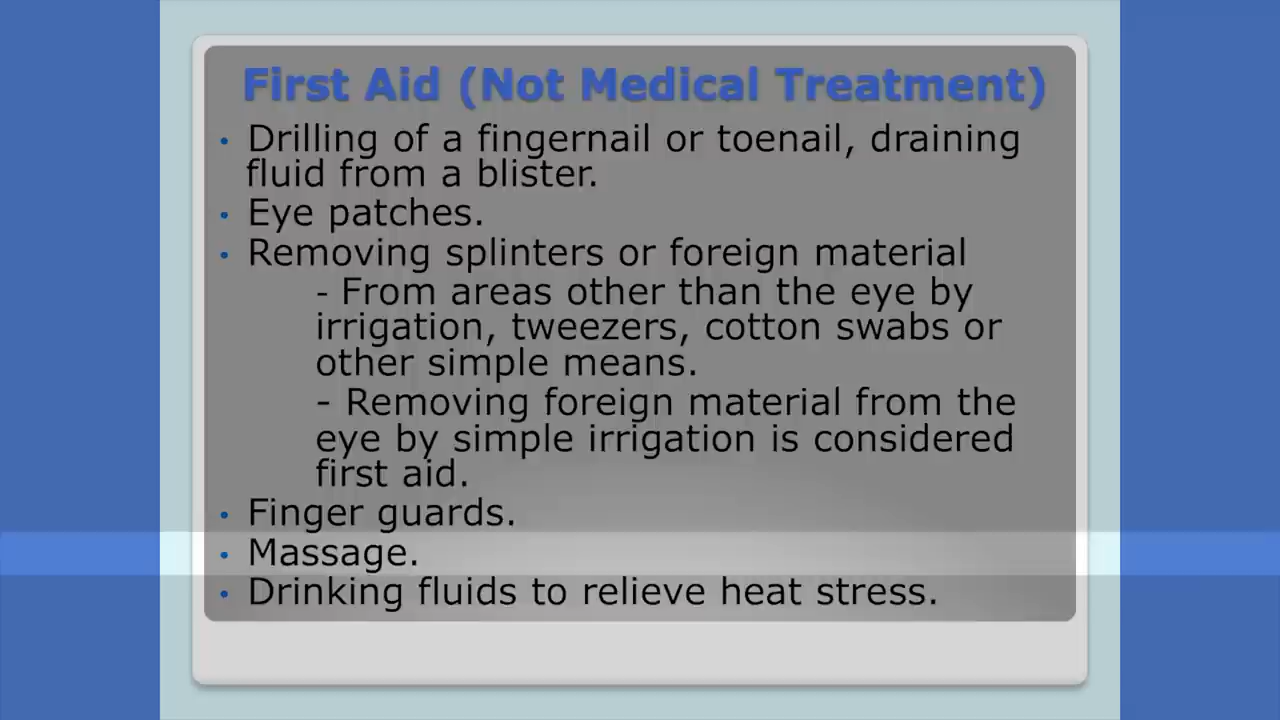 First Aid (Not Medical Treatment)
• Drilling of a fingernail or toenail, draining
fluid from a blister.
• Eye patches.
• Removing splinters or foreign material
- From areas other than the eye by
irrigation, tweezers, cotton swabs or
other simple means.
- Removing foreign material from the
eye by simple irrigation is considered
first aid.
• Finger guards.
• Massage.
• Drinking fluids to relieve heat stress.